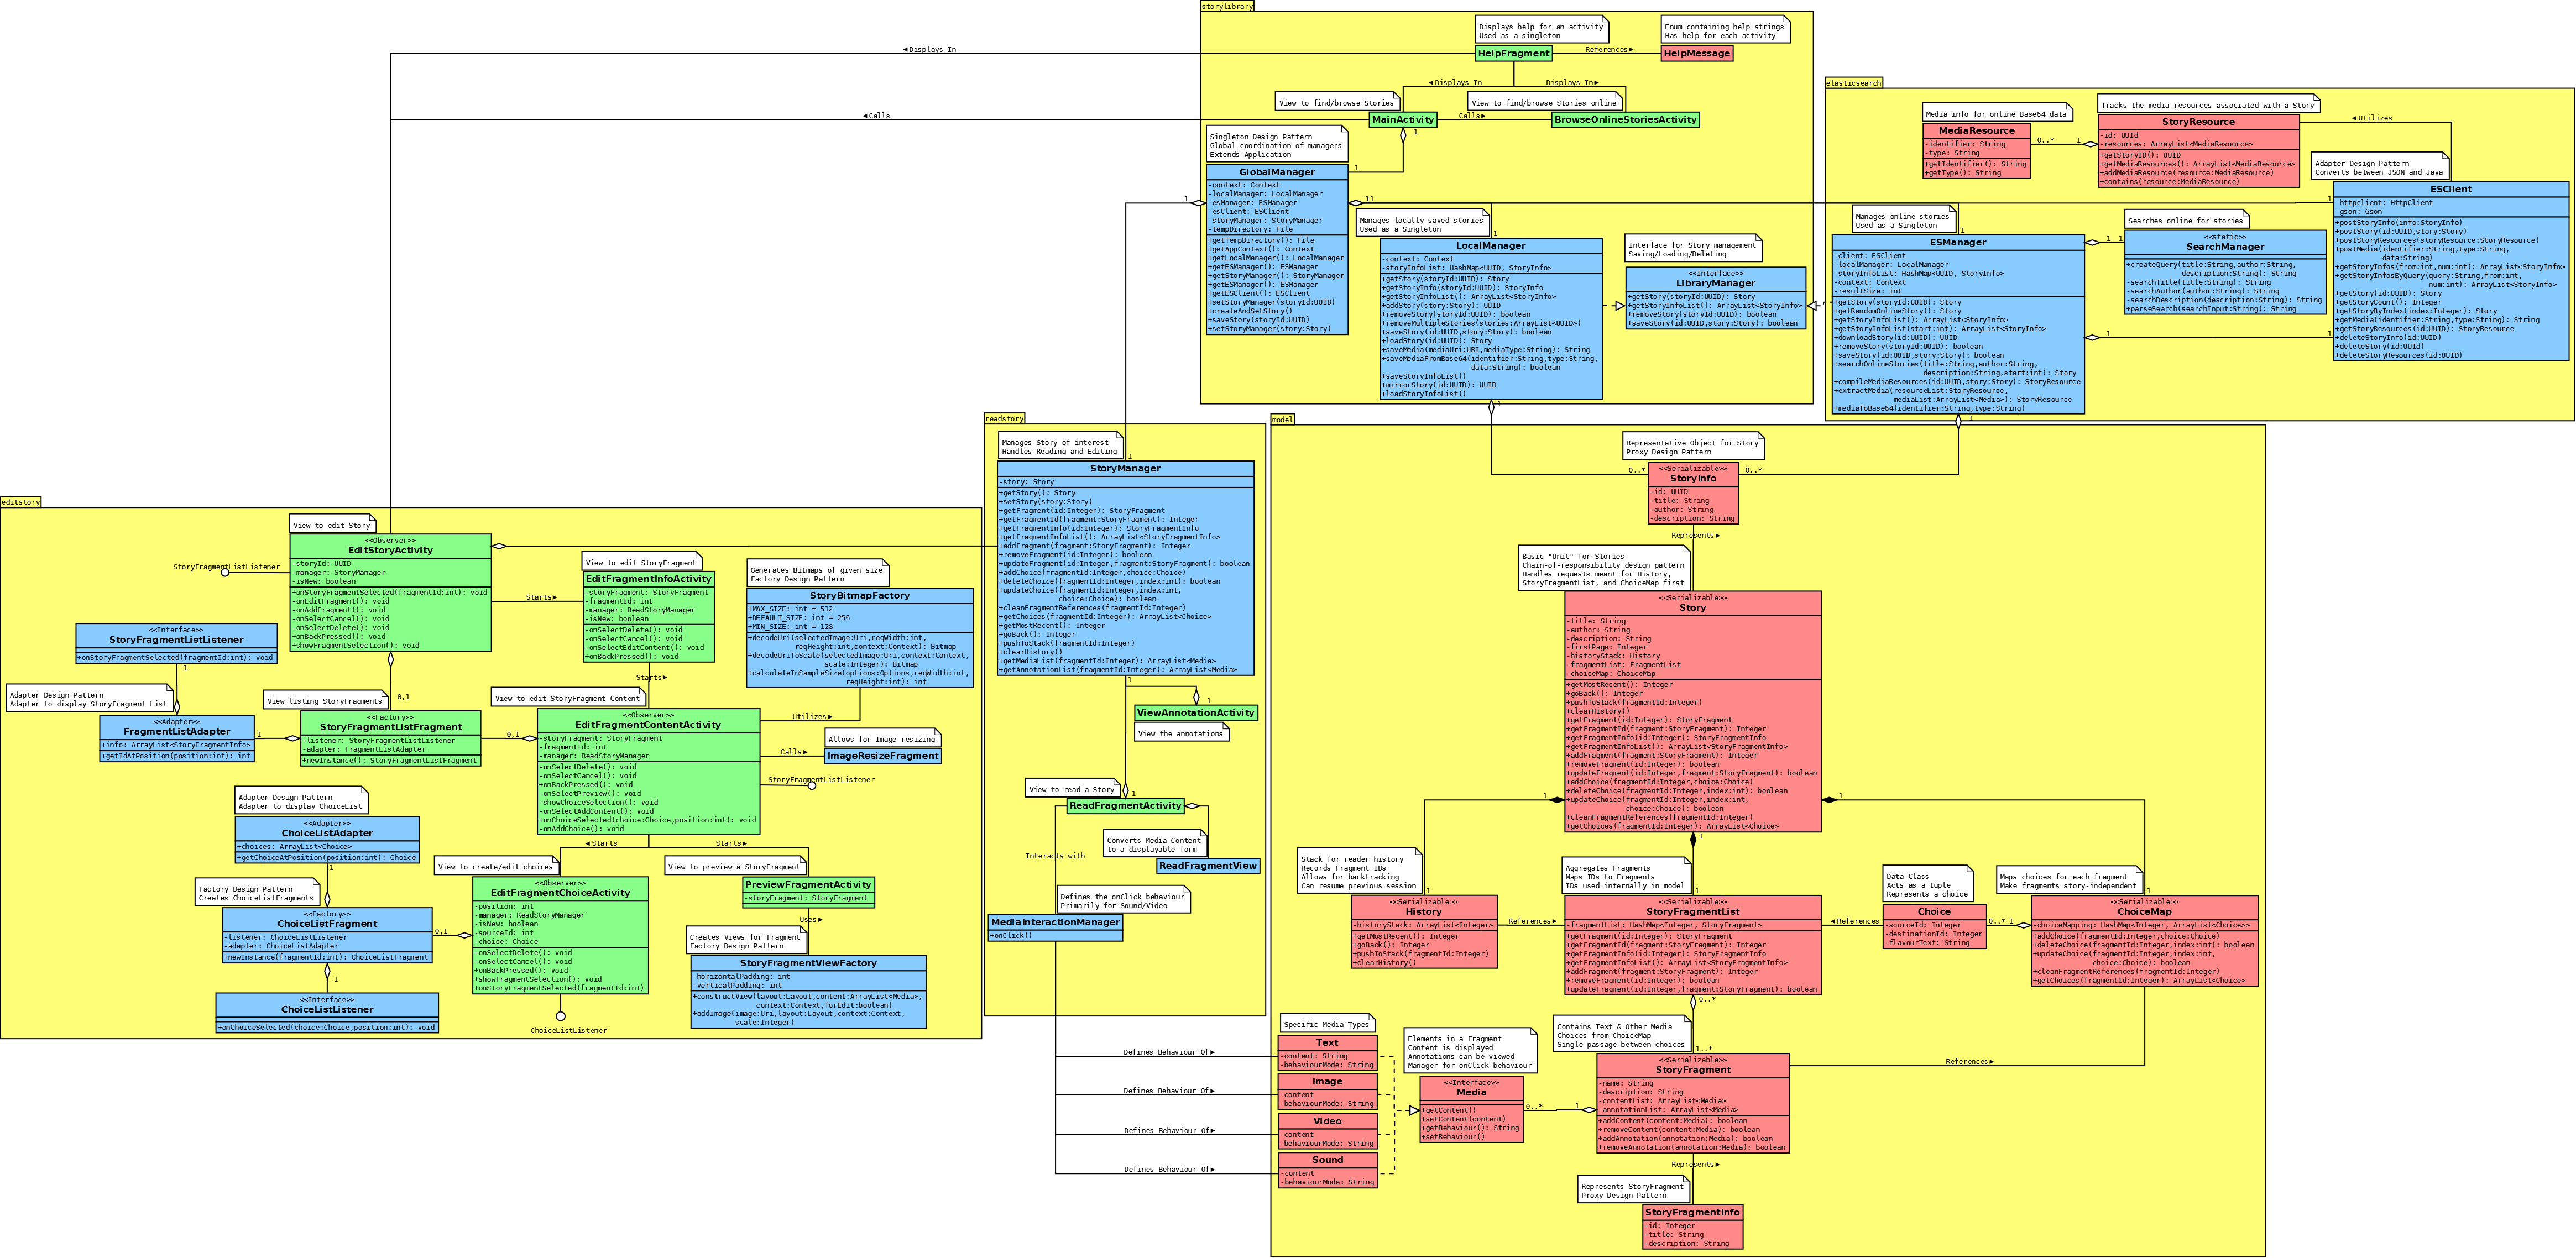 storylibrary
Displays help for an activity
Used as a singleton
Enum containing help strings
Has help for each activity
HelpFragment
References►
HelpMessage
◄Displays In
◄Displays In
Displays In►
View to find/browse Stories
View to find/browse Stories online
◄Calls
MainActivity
Calls►
BrowseOnlineStoriesActivity
1
Singleton Design Pattern
Global coordination of managers
Extends Application
1
GlobalManager
-context: Context
-localManager: LocalManager
-esManager: ESManager
-esClient: ESClient
-storyManager: StoryManager
-tempDirectory: File
+getTempDirectory(): File
+getAppContext(): Context
+getLocalManager(): LocalManager
+getESManager(): ESManager
+getStoryManager(): StoryManager
+getESManager(): ESManager
+getESClient(): ESClient
+setStoryManager(storyId:UUID)
+createAndSetStory()
+saveStory(storyId:UUID)
+setStoryManager(story:Story)
1
11
Manages locally saved stories
Used as a Singleton
1
LocalManager
-context: Context
-storyInfoList: HashMap<UUID, StoryInfo>
+getStory(storyId:UUID): Story
+getStoryInfo(storyId:UUID): StoryInfo
+getStoryInfoList(): ArrayList<StoryInfo>
+addStory(story:Story): UUID
+removeStory(storyId:UUID): boolean
+removeMultipleStories(stories:ArrayList<UUID>)
+saveStory(id:UUID,story:Story): boolean
+loadStory(id:UUID): Story
+saveMedia(mediaUri:URI,mediaType:String): String
+saveMediaFromBase64(identifier:String,type:String,
data:String): boolean
+saveStoryInfoList()
+mirrorStory(id:UUID): UUID
+loadStoryInfoList()
1
Interface for Story management
Saving/Loading/Deleting
<<Interface>>
LibraryManager
+getStory(storyId:UUID): Story
+getStoryInfoList(): ArrayList<StoryInfo>
+removeStory(storyId:UUID): boolean
+saveStory(id:UUID,story:Story): boolean
elasticsearch
Media info for online Base64 data
Tracks the media resources associated with a Story
MediaResource
-identifier: String
-type: String
+getIdentifier(): String
+getType(): String
0..*
1
StoryResource
-id: UUId
-resources: ArrayList<MediaResource>
+getStoryID(): UUID
+getMediaResources(): ArrayList<MediaResource>
+addMediaResource(resource:MediaResource)
+contains(resource:MediaResource)
◄Utilizes
Adapter Design Pattern
Converts between JSON and Java
1
ESClient
-httpclient: HttpClient
-gson: Gson
+postStoryInfo(info:StoryInfo)
+postStory(id:UUID,story:Story)
+postStoryResources(storyResource:StoryResource)
+postMedia(identifier:String,type:String,
data:String)
+getStoryInfos(from:int,num:int): ArrayList<StoryInfo>
+getStoryInfosByQuery(query:String,from:int,
num:int): ArrayList<StoryInfo>
+getStory(id:UUID): Story
+getStoryCount(): Integer
+getStoryByIndex(index:Integer): Story
+getMedia(identifier:String,type:String): String
+getStoryResources(id:UUID): StoryResource
+deleteStoryInfo(id:UUID)
+deleteStory(id:UUId)
+deleteStoryResources(id:UUID)
Manages online stories
Used as a Singleton
1
ESManager
-client: ESClient
-localManager: LocalManager
-storyInfoList: HashMap<UUID, StoryInfo>
-context: Context
-resultSize: int
+getStory(storyId:UUID): Story
+getRandomOnlineStory(): Story
+getStoryInfoList(): ArrayList<StoryInfo>
+getStoryInfoList(start:int): ArrayList<StoryInfo>
+downloadStory(id:UUID): UUID
+removeStory(storyId:UUID): boolean
+saveStory(id:UUID,story:Story): boolean
+searchOnlineStories(title:String,author:String,
description:String,start:int): Story
+compileMediaResources(id:UUID,story:Story): StoryResource
+extractMedia(resourceList:StoryResource,
mediaList:ArrayList<Media>): StoryResource
+mediaToBase64(identifier:String,type:String)
1
1
1
1
1
Searches online for stories
<<static>>
SearchManager
+createQuery(title:String,author:String,
description:String): String
-searchTitle(title:String): String
-searchAuthor(author:String): String
-searchDescription(description:String): String
+parseSearch(searchInput:String): String
readstory
Manages Story of interest
Handles Reading and Editing
1
StoryManager
-story: Story
+getStory(): Story
+setStory(story:Story)
+getFragment(id:Integer): StoryFragment
+getFragmentId(fragment:StoryFragment): Integer
+getFragmentInfo(id:Integer): StoryFragmentInfo
+getFragmentInfoList(): ArrayList<StoryFragmentInfo>
+addFragment(fragment:StoryFragment): Integer
+removeFragment(id:Integer): boolean
+updateFragment(id:Integer,fragment:StoryFragment): boolean
+addChoice(fragmentId:Integer,choice:Choice)
+deleteChoice(fragmentId:Integer,index:int): boolean
+updateChoice(fragmentId:Integer,index:int,
choice:Choice): boolean
+cleanFragmentReferences(fragmentId:Integer)
+getChoices(fragmentId:Integer): ArrayList<Choice>
+getMostRecent(): Integer
+goBack(): Integer
+pushToStack(fragmentId:Integer)
+clearHistory()
+getMediaList(fragmentId:Integer): ArrayList<Media>
+getAnnotationList(fragmentId:Integer): ArrayList<Media>
1
1
ViewAnnotationActivity
View the annotations
View to read a Story
1
ReadFragmentActivity
Converts Media Content
to a displayable form
Interacts with
ReadFragmentView
Defines the onClick behaviour
Primarily for Sound/Video
MediaInteractionManager
+onClick()
Defines Behaviour Of►
Defines Behaviour Of►
Defines Behaviour Of►
Defines Behaviour Of►
editstory
View to edit Story
<<Observer>>
EditStoryActivity
-storyId: UUID
-manager: StoryManager
-isNew: boolean
+onStoryFragmentSelected(fragmentId:int): void
-onEditFragment(): void
-onAddFragment(): void
-onSelectCancel(): void
-onSelectDelete(): void
+onBackPressed(): void
+showFragmentSelection(): void
StoryFragmentListListener
Starts►
View to edit StoryFragment
EditFragmentInfoActivity
-storyFragment: StoryFragment
-fragmentId: int
-manager: ReadStoryManager
-isNew: boolean
-onSelectDelete(): void
-onSelectCancel(): void
-onSelectEditContent(): void
+onBackPressed(): void
Starts►
Generates Bitmaps of given size
Factory Design Pattern
StoryBitmapFactory
+MAX_SIZE: int = 512
+DEFAULT_SIZE: int = 256
+MIN_SIZE: int = 128
+decodeUri(selectedImage:Uri,reqWidth:int,
reqHeight:int,context:Context): Bitmap
+decodeUriToScale(selectedImage:Uri,context:Context,
scale:Integer): Bitmap
+calculateInSampleSize(options:Options,reqWidth:int,
reqHeight:int): int
<<Interface>>
StoryFragmentListListener
+onStoryFragmentSelected(fragmentId:int): void
1
Adapter Design Pattern
Adapter to display StoryFragment List
View listing StoryFragments
0,1
View to edit StoryFragment Content
<<Adapter>>
FragmentListAdapter
+info: ArrayList<StoryFragmentInfo>
+getIdAtPosition(position:int): int
1
<<Factory>>
StoryFragmentListFragment
-listener: StoryFragmentListListener
-adapter: FragmentListAdapter
+newInstance(): StoryFragmentListFragment
0,1
<<Observer>>
EditFragmentContentActivity
-storyFragment: StoryFragment
-fragmentId: int
-manager: ReadStoryManager
-onSelectDelete(): void
-onSelectCancel(): void
+onBackPressed(): void
-onSelectPreview(): void
-showChoiceSelection(): void
-onSelectAddContent(): void
+onChoiceSelected(choice:Choice,position:int): void
-onAddChoice(): void
Utilizes►
Allows for Image resizing
Calls►
ImageResizeFragment
StoryFragmentListListener
◄Starts
Starts►
Adapter Design Pattern
Adapter to display ChoiceList
<<Adapter>>
ChoiceListAdapter
+choices: ArrayList<Choice>
+getChoiceAtPosition(position:int): Choice
1
Factory Design Pattern
Creates ChoiceListFragments
<<Factory>>
ChoiceListFragment
-listener: ChoiceListListener
-adapter: ChoiceListAdapter
+newInstance(fragmentId:int): ChoiceListFragment
0,1
1
<<Interface>>
ChoiceListListener
+onChoiceSelected(choice:Choice,position:int): void
View to create/edit choices
<<Observer>>
EditFragmentChoiceActivity
-position: int
-manager: ReadStoryManager
-isNew: boolean
-sourceId: int
-choice: Choice
-onSelectDelete(): void
-onSelectCancel(): void
+onBackPressed(): void
+showFragmentSelection(): void
+onStoryFragmentSelected(fragmentId:int)
ChoiceListListener
View to preview a StoryFragment
PreviewFragmentActivity
-storyFragment: StoryFragment
Uses►
Creates Views for Fragment
Factory Design Pattern
StoryFragmentViewFactory
-horizontalPadding: int
-verticalPadding: int
+constructView(layout:Layout,content:ArrayList<Media>,
context:Context,forEdit:boolean)
+addImage(image:Uri,layout:Layout,context:Context,
scale:Integer)
model
Representative Object for Story
Proxy Design Pattern
0..*
0..*
<<Serializable>>
StoryInfo
-id: UUID
-title: String
-author: String
-description: String
Represents►
Basic "Unit" for Stories
Chain-of-responsibility design pattern
Handles requests meant for History,
StoryFragmentList, and ChoiceMap first
<<Serializable>>
Story
-title: String
-author: String
-description: String
-firstPage: Integer
-historyStack: History
-fragmentList: FragmentList
-choiceMap: ChoiceMap
+getMostRecent(): Integer
+goBack(): Integer
+pushToStack(fragmentId:Integer)
+clearHistory()
+getFragment(id:Integer): StoryFragment
+getFragmentId(fragment:StoryFragment): Integer
+getFragmentInfo(id:Integer): StoryFragmentInfo
+getFragmentInfoList(): ArrayList<StoryFragmentInfo>
+addFragment(fragment:StoryFragment): Integer
+removeFragment(id:Integer): boolean
+updateFragment(id:Integer,fragment:StoryFragment): boolean
+addChoice(fragmentId:Integer,choice:Choice)
+deleteChoice(fragmentId:Integer,index:int): boolean
+updateChoice(fragmentId:Integer,index:int,
choice:Choice): boolean
+cleanFragmentReferences(fragmentId:Integer)
+getChoices(fragmentId:Integer): ArrayList<Choice>
1
1
1
Stack for reader history
Records Fragment IDs
Allows for backtracking
Can resume previous session
1
<<Serializable>>
History
-historyStack: ArrayList<Integer>
+getMostRecent(): Integer
+goBack(): Integer
+pushToStack(fragmentId:Integer)
+clearHistory()
References►
Aggregates Fragments
Maps IDs to Fragments
IDs used internally in model
1
<<Serializable>>
StoryFragmentList
-fragmentList: HashMap<Integer, StoryFragment>
+getFragment(id:Integer): StoryFragment
+getFragmentId(fragment:StoryFragment): Integer
+getFragmentInfo(id:Integer): StoryFragmentInfo
+getFragmentInfoList(): ArrayList<StoryFragmentInfo>
+addFragment(fragment:StoryFragment): Integer
+removeFragment(id:Integer): boolean
+updateFragment(id:Integer,fragment:StoryFragment): boolean
0..*
◄References
Data Class
Acts as a tuple
Represents a choice
Choice
-sourceId: Integer
-destinationId: Integer
-flavourText: String
0..*
1
Maps choices for each fragment
Make fragments story-independent
1
<<Serializable>>
ChoiceMap
-choiceMapping: HashMap<Integer, ArrayList<Choice>>
+addChoice(fragmentId:Integer,choice:Choice)
+deleteChoice(fragmentId:Integer,index:int): boolean
+updateChoice(fragmentId:Integer,index:int,
choice:Choice): boolean
+cleanFragmentReferences(fragmentId:Integer)
+getChoices(fragmentId:Integer): ArrayList<Choice>
Specific Media Types
Text
-content: String
-behaviourMode: String
Image
-content
-behaviourMode: String
Video
-content
-behaviourMode: String
Sound
-content
-behaviourMode: String
Elements in a Fragment
Content is displayed
Annotations can be viewed
Manager for onClick behaviour
<<Interface>>
Media
+getContent()
+setContent(content)
+getBehaviour(): String
+setBehaviour()
0..*
1
Contains Text & Other Media
Choices from ChoiceMap
Single passage between choices
1..*
<<Serializable>>
StoryFragment
-name: String
-description: String
-contentList: ArrayList<Media>
-annotationList: ArrayList<Media>
+addContent(content:Media): boolean
+removeContent(content:Media): boolean
+addAnnotation(annotation:Media): boolean
+removeAnnotation(annotation:Media): boolean
References►
Represents►
Represents StoryFragment
Proxy Design Pattern
StoryFragmentInfo
-id: Integer
-title: String
-description: String